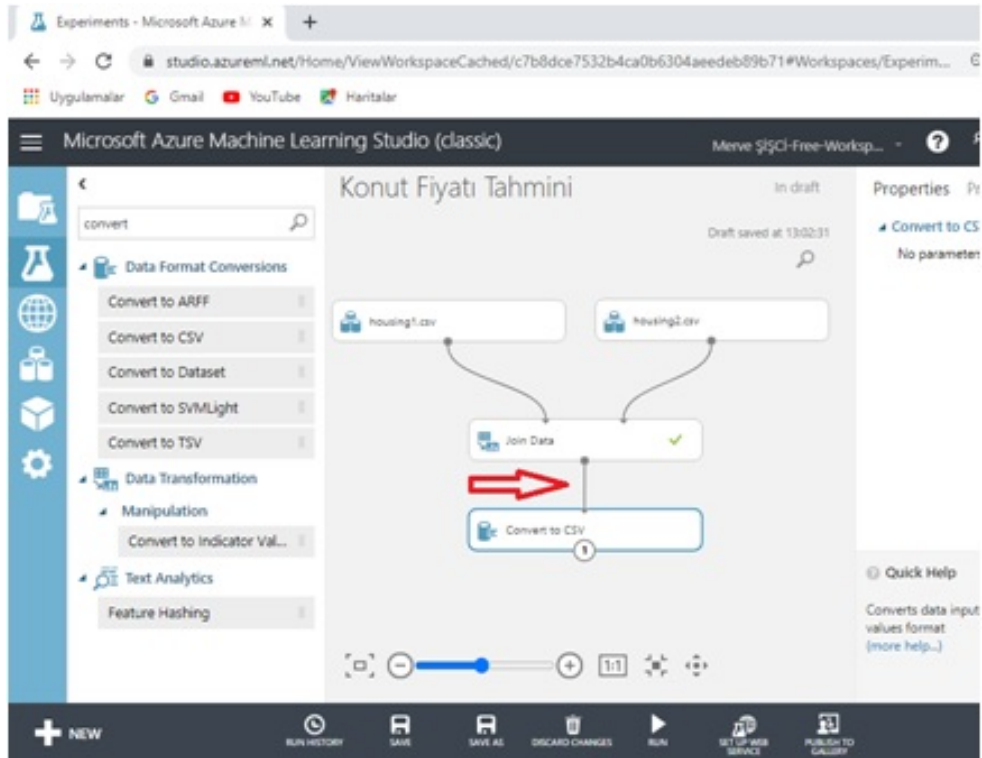 Experiments - Microsoft Azure M
studio.azureml.net/Home/ViewWorkspaceCached/c7b8dce7532b4ca0b6304aeedeb89b71#Workspaces/Experim...
Uygulamalar Gmail YouTube Haritalar
Microsoft Azure Machine Learning Studio (classic)
Merve ŞİŞCİ-Free-Worksp...
Konut Fiyatı Tahmini
In draft
Properties Pr
convert
Draft saved at 13:02:31
Convert to CS
No parameter
Data Format Conversions
Convert to ARFF
Convert to CSV
Convert to Dataset
Convert to SVMLight
Convert to TSV
Data Transformation
Manipulation
Convert to Indicator Val...
Text Analytics
Feature Hashing
housing1.csv
housing2.csv
Join Data
Convert to CSV
1
Quick Help
Converts data input
values format
(more help...)
1:1
NEW
RUN HISTORY
SAVE
SAVE AS
DISCARD CHANGES
RUN
SET UP WEB
SERVICE
PUBLISH TO
GALLERY